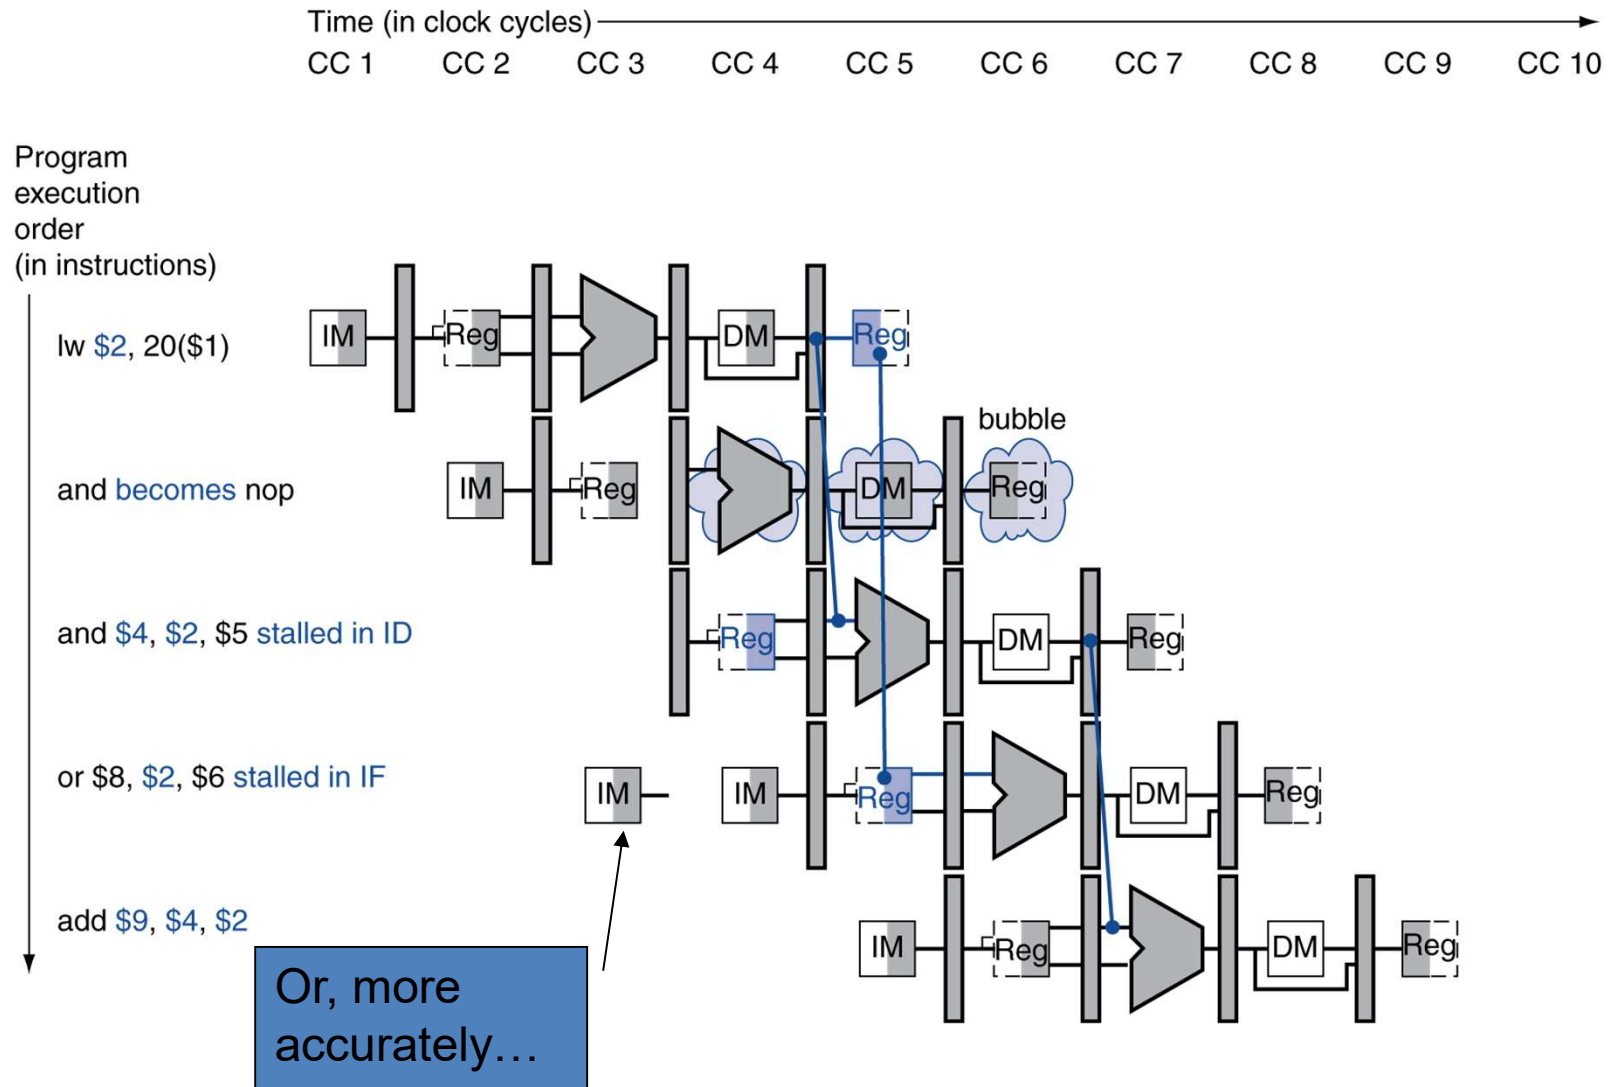 Time (in clock cycles)
CC 1 CC 2 CC 3 CC 4 CC 5 CC 6 CC 7 CC 8 CC 9 CC 10
Program
execution
order
(in instructions)
lw $2, 20($1)
IM Reg DM Reg
bubble
and becomes nop
IM Reg DM Reg
and $4, $2, $5 stalled in ID
Reg DM Reg
or $8, $2, $6 stalled in IF
IM IM Reg DM Reg
add $9, $4, $2
IM Reg DM Reg
Or, more
accurately…